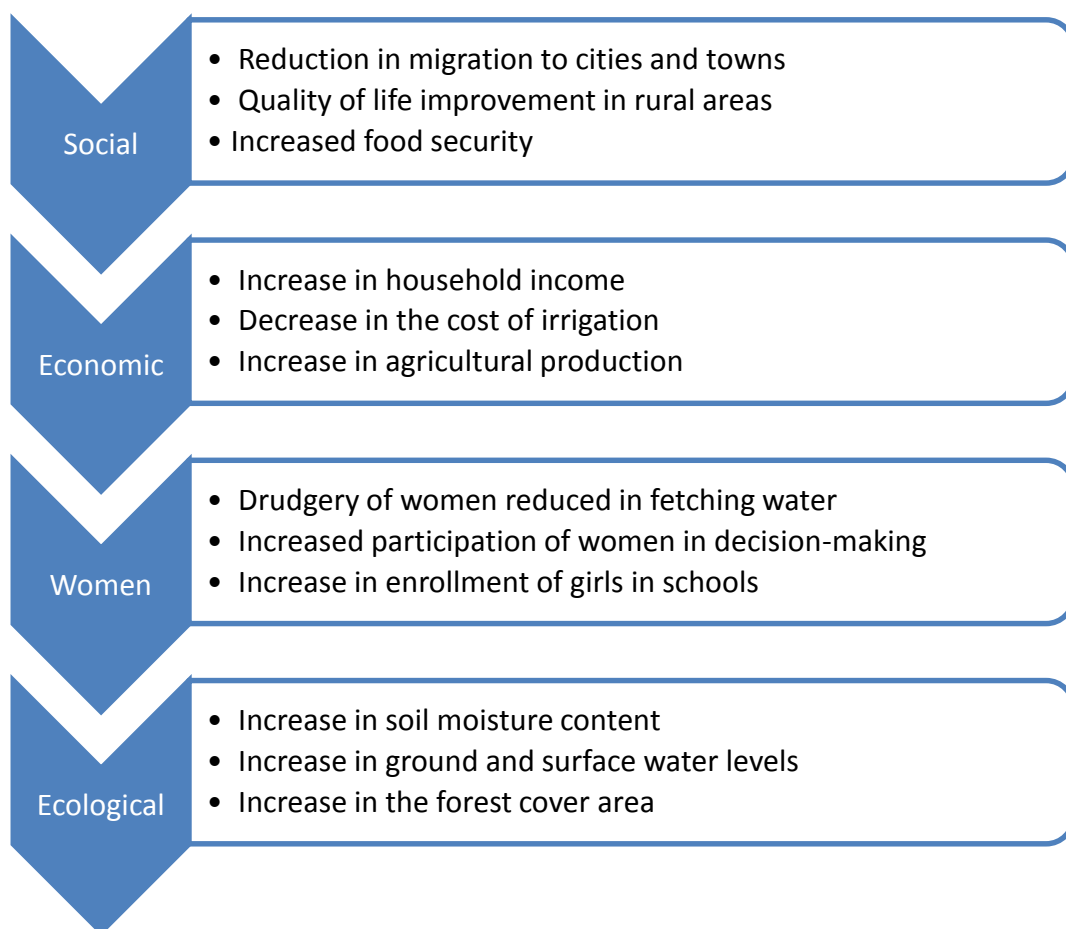 Social
• Reduction in migration to cities and towns
• Quality of life improvement in rural areas
• Increased food security
Economic
• Increase in household income
• Decrease in the cost of irrigation
• Increase in agricultural production
Women
• Drudgery of women reduced in fetching water
• Increased participation of women in decision-making
• Increase in enrollment of girls in schools
Ecological
• Increase in soil moisture content
• Increase in ground and surface water levels
• Increase in the forest cover area